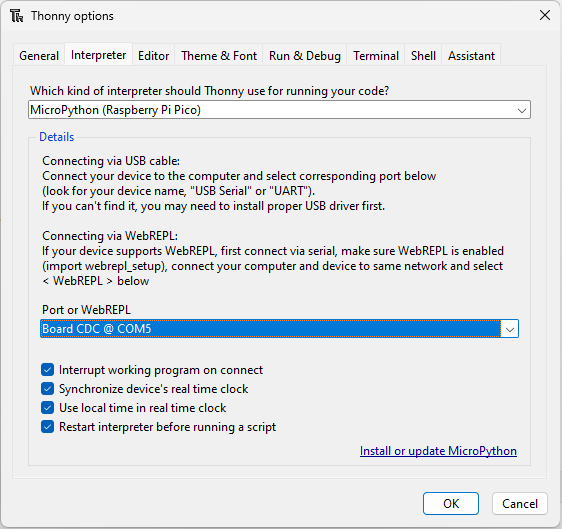 Thonny options
General Interpreter Editor Theme & Font Run & Debug Terminal Shell Assistant
Which kind of interpreter should Thonny use for running your code?
MicroPython (Raspberry Pi Pico)
Details
Connecting via USB cable:
Connect your device to the computer and select corresponding port below
(look for your device name, "USB Serial" or "UART").
If you can't find it, you may need to install proper USB driver first.
Connecting via WebREPL:
If your device supports WebREPL, first connect via serial, make sure WebREPL is enabled
(import webrepl_setup), connect your computer and device to same network and select
< WebREPL > below
Port or WebREPL
Board CDC @ COM5
Interrupt working program on connect
Synchronize device's real time clock
Use local time in real time clock
Restart interpreter before running a script
Install or update MicroPython
OK Cancel